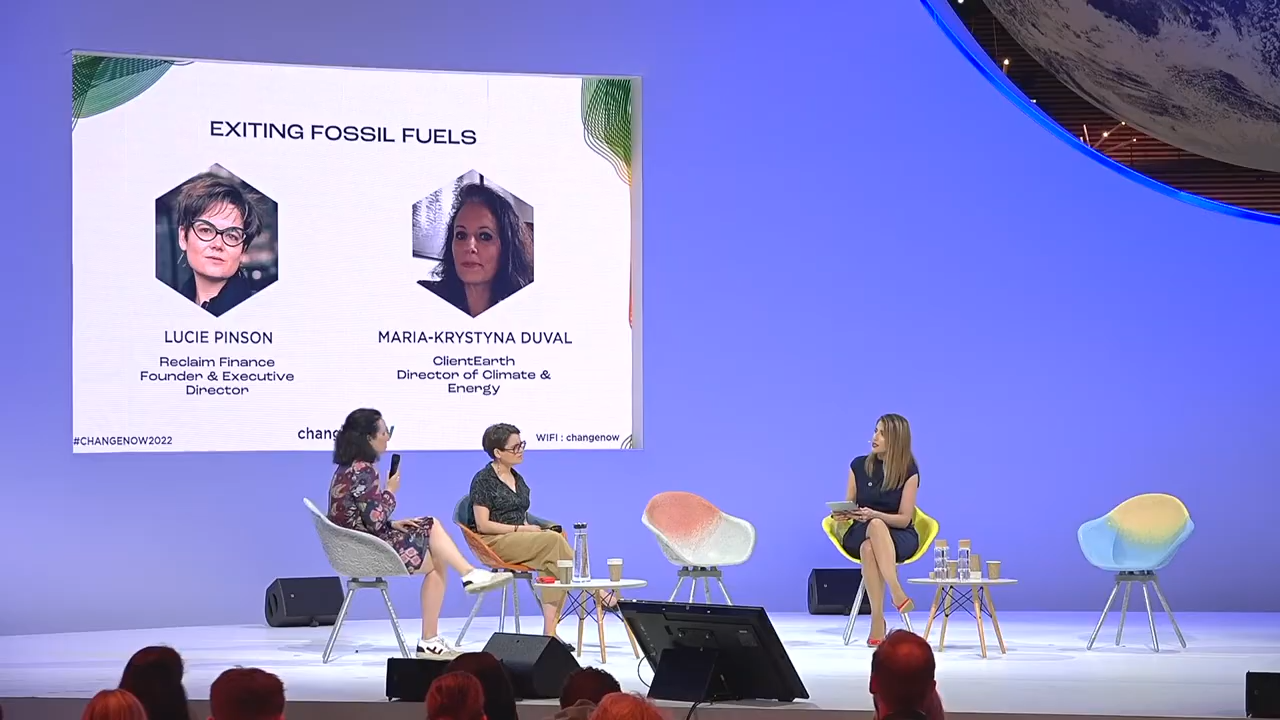 EXITING FOSSIL FUELS
LUCIE PINSON
Reclaim Finance
Founder & Executive
Director
MARIA-KRYSTYNA DUVAL
ClientEarth
Director of Climate &
Energy
#CHANGENOW2022
chang
WIFI : changenow